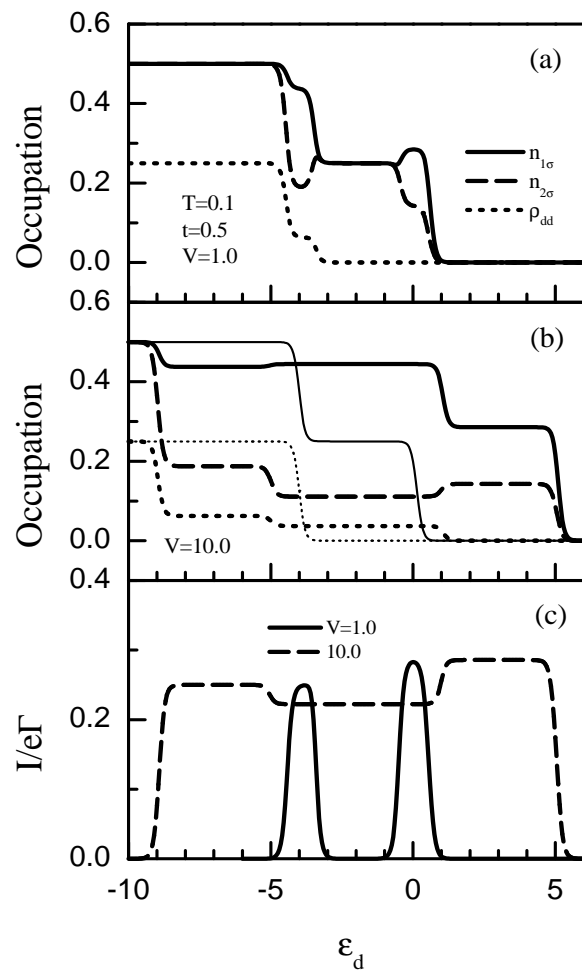 0.6
(a)
0.4
n1σ
n2σ
ρdd
0.2
T=0.1
t=0.5
V=1.0
0.0
Occupation
0.6
(b)
0.4
0.2
0.0
V=10.0
Occupation
0.4
(c)
V=1.0
10.0
0.2
0.0
I/eΓ
-10 -5 0 5
εd